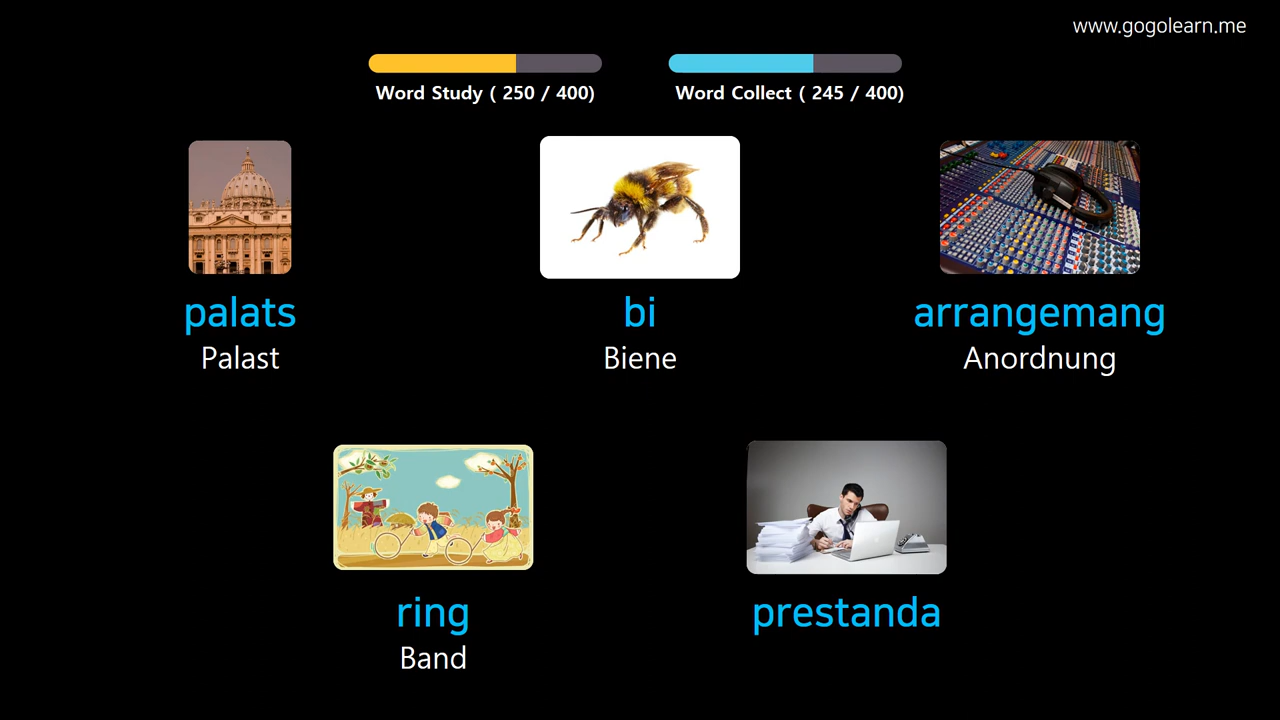 www.gogolearn.me
Word Study ( 250 / 400)
Word Collect ( 245 / 400)
palats
Palast
bi
Biene
arrangemang
Anordnung
ring
Band
prestanda